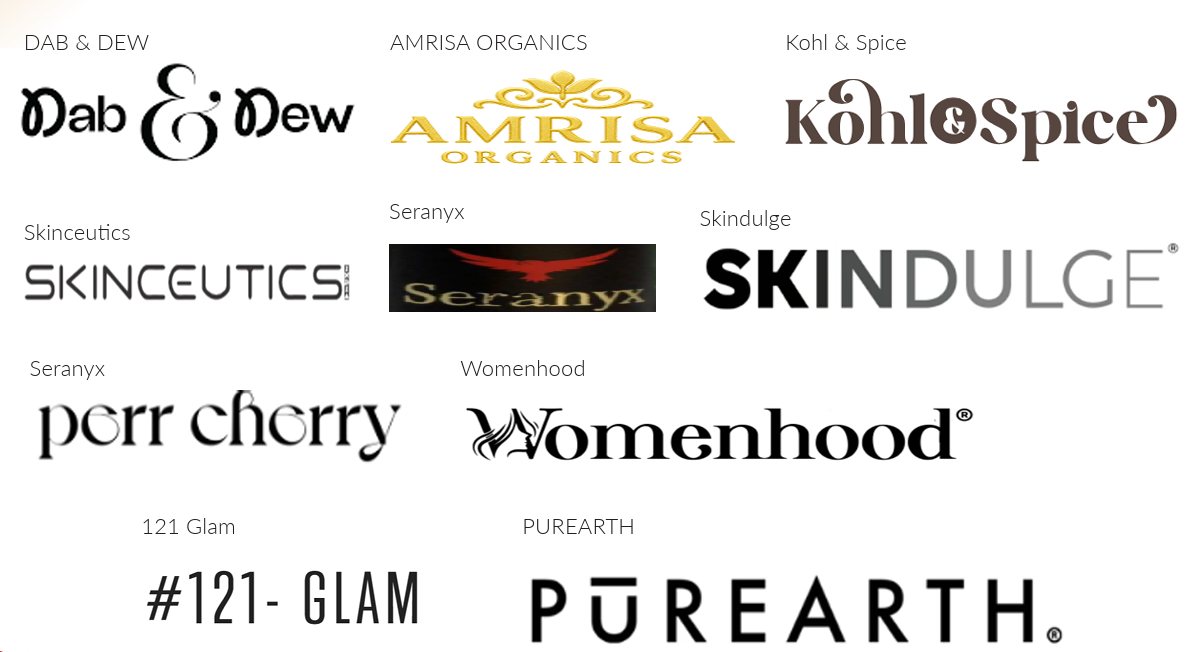 DAB & DEW
AMRISA ORGANICS
Kohl & Spice
Dab & Dew
AMRISA
ORGANICS
Kohl & Spice
Skinceutics
Seranyx
Skindulge
SKINCEUTICS
Seranyx
SKINDULGE®
Seranyx
Womenhood
perr cherry
Womenhood®
121 Glam
PUREARTH
#121- GLAM
PŪREARTH®